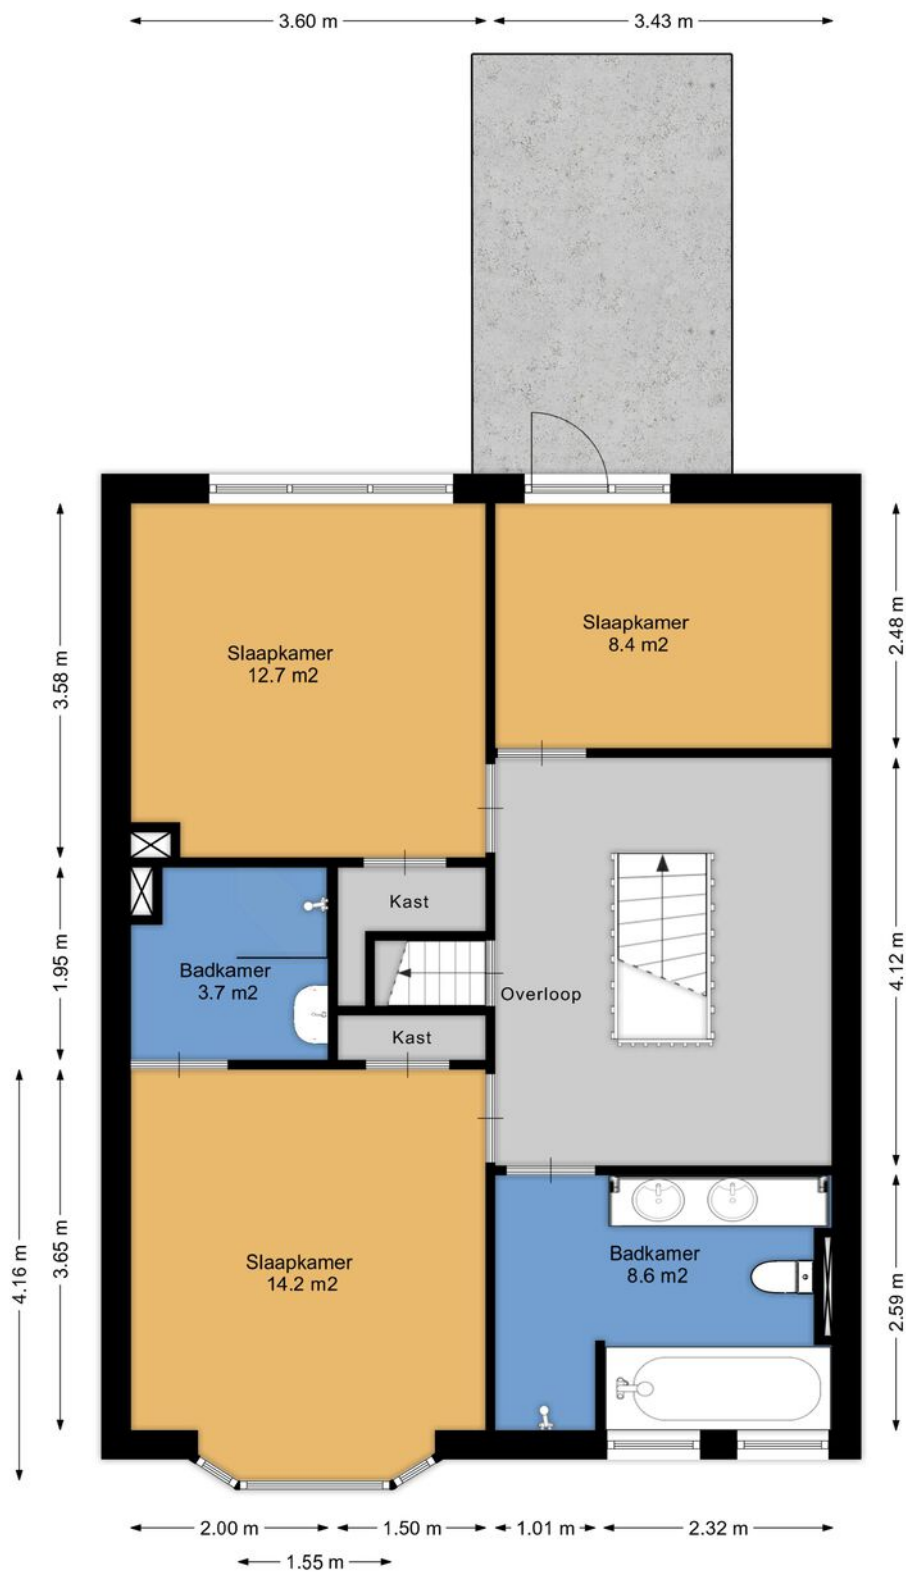 3.60 m
3.43 m
3.58 m
2.48 m
Slaapkamer
12.7 m2
Slaapkamer
8.4 m2
Kast
1.95 m
Badkamer
3.7 m2
Overloop
4.12 m
Kast
4.16 m
3.65 m
Slaapkamer
14.2 m2
Badkamer
8.6 m2
2.59 m
2.00 m
1.50 m
1.01 m
2.32 m
1.55 m